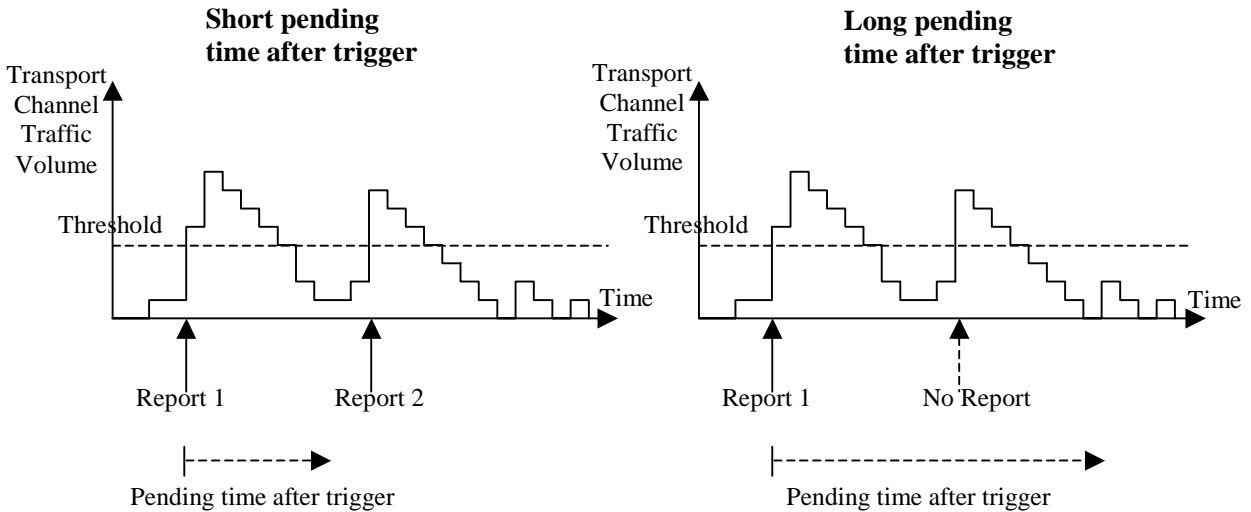 Short pending
time after trigger
Transport
Channel
Traffic
Volume
Threshold
Time
Report 1
Report 2
Pending time after trigger
Long pending
time after trigger
Transport
Channel
Traffic
Volume
Threshold
Time
Report 1
No Report
Pending time after trigger